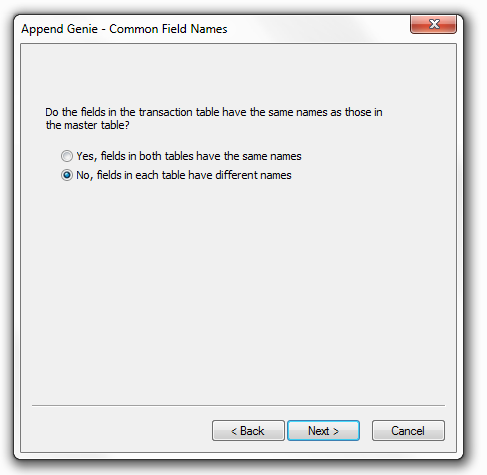 Append Genie - Common Field Names
Do the fields in the transaction table have the same names as those in
the master table?
Yes, fields in both tables have the same names
No, fields in each table have different names
< Back
Next >
Cancel